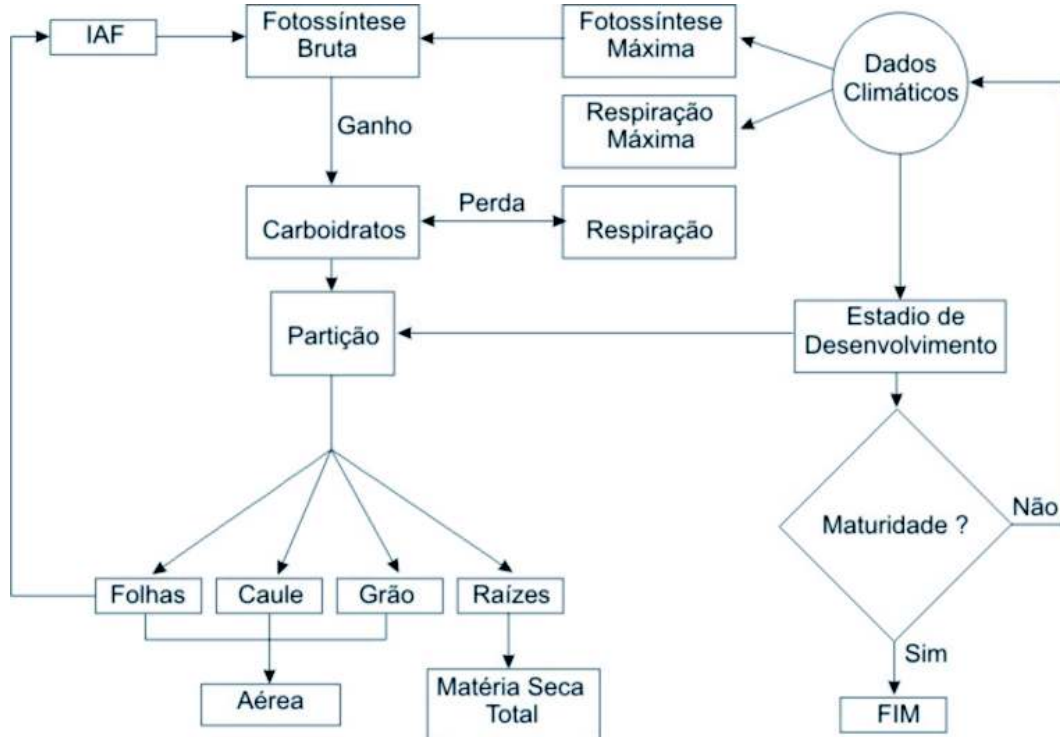 IAF
Fotossíntese
Bruta
Fotossíntese
Máxima
Dados
Climáticos
Respiração
Máxima
Ganho
Carboidratos
Perda
Respiração
Partição
Estadio de
Desenvolvimento
Maturidade ?
Não
Folhas
Caule
Grão
Raízes
Sim
Aérea
Matéria Seca
Total
FIM